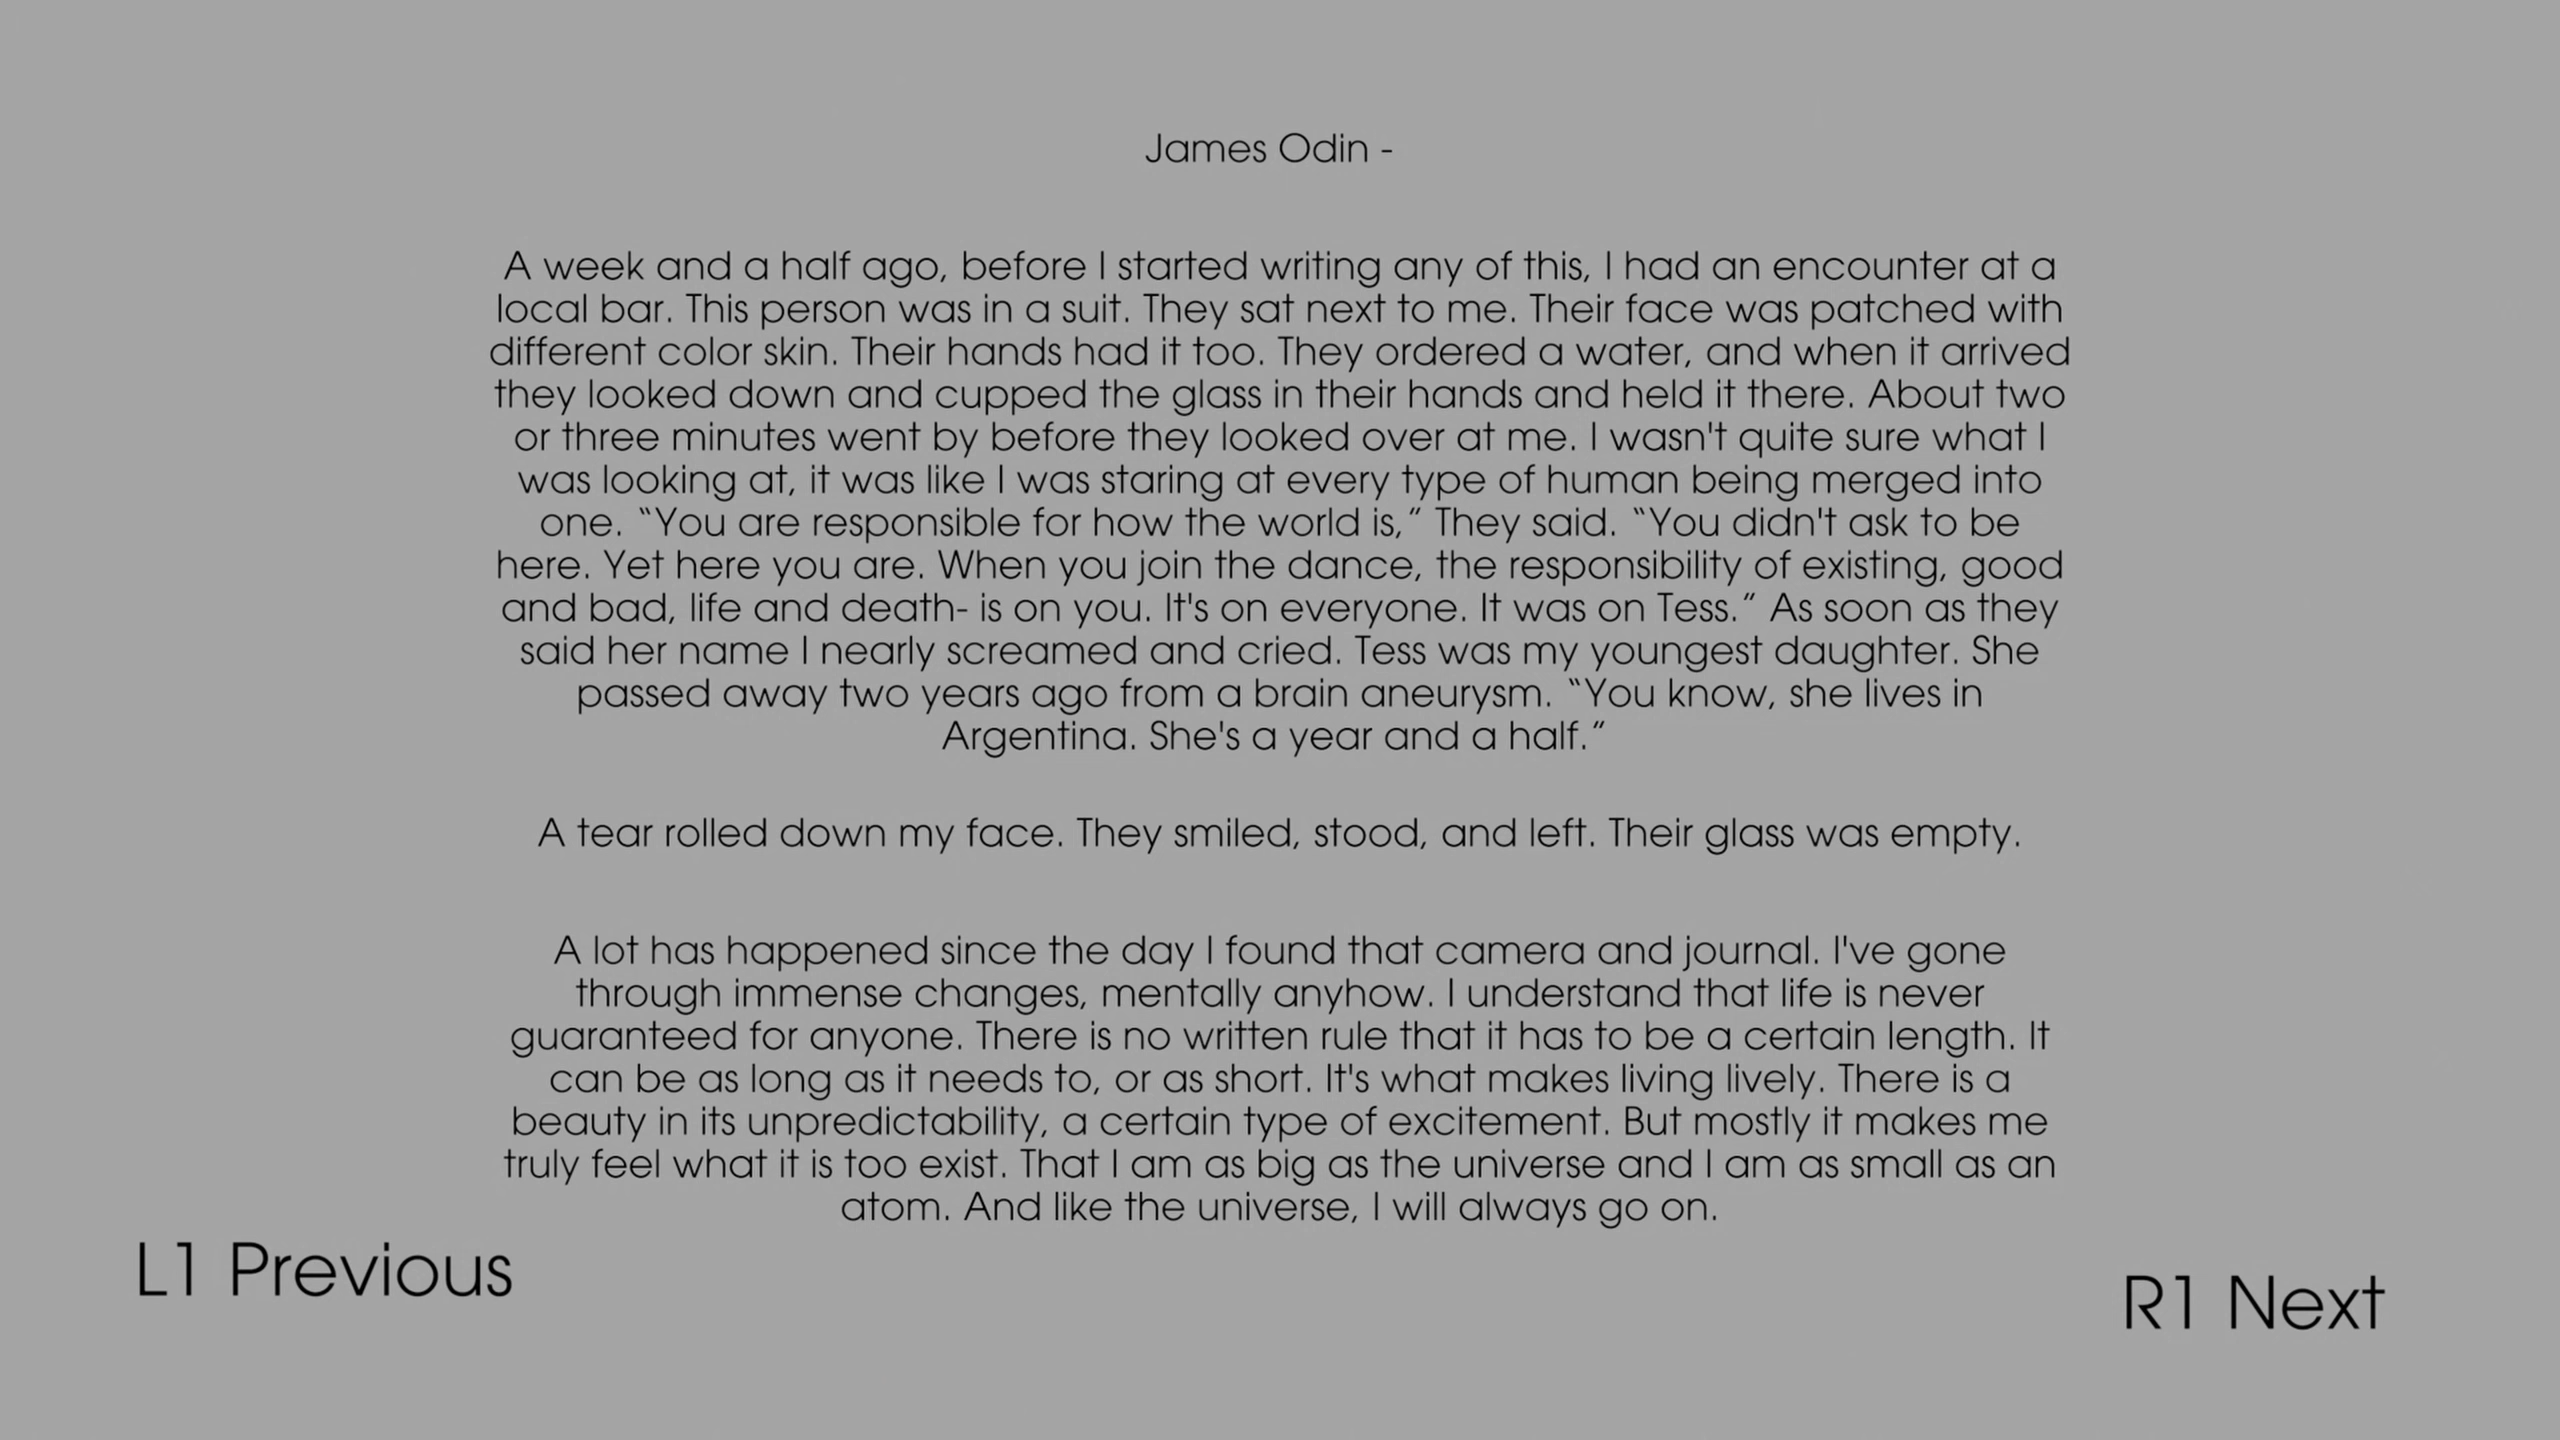 James Odin -
A week and a half ago, before I started writing any of this, I had an encounter at a
local bar. This person was in a suit. They sat next to me. Their face was patched with
different color skin. Their hands had it too. They ordered a water, and when it arrived
they looked down and cupped the glass in their hands and held it there. About two
or three minutes went by before they looked over at me. I wasn't quite sure what I
was looking at, it was like I was staring at every type of human being merged into
one. “You are responsible for how the world is,” They said. “You didn't ask to be
here. Yet here you are. When you join the dance, the responsibility of existing, good
and bad, life and death- is on you. It's on everyone. It was on Tess.” As soon as they
said her name I nearly screamed and cried. Tess was my youngest daughter. She
passed away two years ago from a brain aneurysm. “You know, she lives in
Argentina. She's a year and a half.”
A tear rolled down my face. They smiled, stood, and left. Their glass was empty.
A lot has happened since the day I found that camera and journal. I've gone
through immense changes, mentally anyhow. I understand that life is never
guaranteed for anyone. There is no written rule that it has to be a certain length. It
can be as long as it needs to, or as short. It's what makes living lively. There is a
beauty in its unpredictability, a certain type of excitement. But mostly it makes me
truly feel what it is too exist. That I am as big as the universe and I am as small as an
atom. And like the universe, I will always go on.
L1 Previous
R1 Next